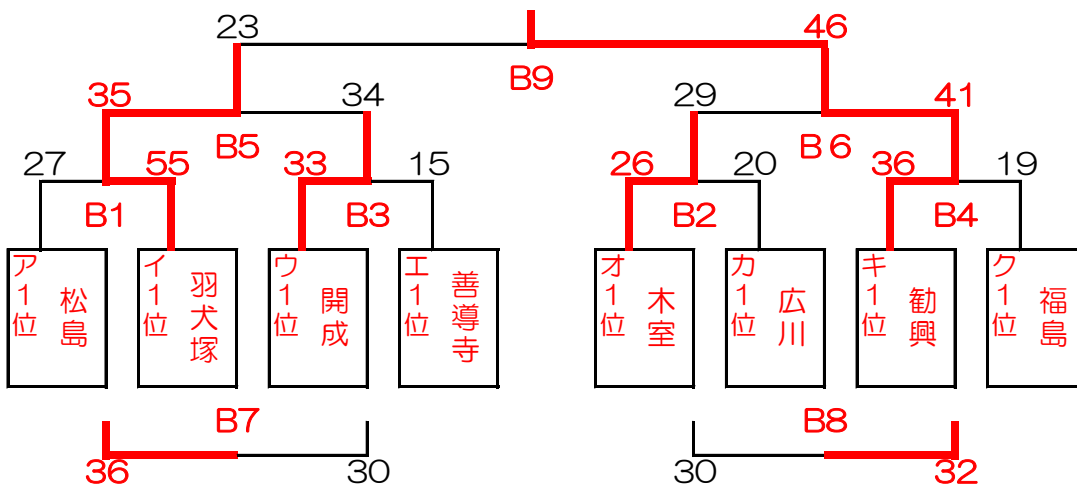 23 46
B9
35 34 29 41
B5 B6
27 55 33 15 26 20 36 19
B1 B3 B2 B4
ア1位 松島
イ1位 羽犬塚
ウ1位 開成
エ1位 善導寺
オ1位 木室
カ1位 広川
キ1位 勧興
ク1位 福島
B7 B8
36 30 30 32